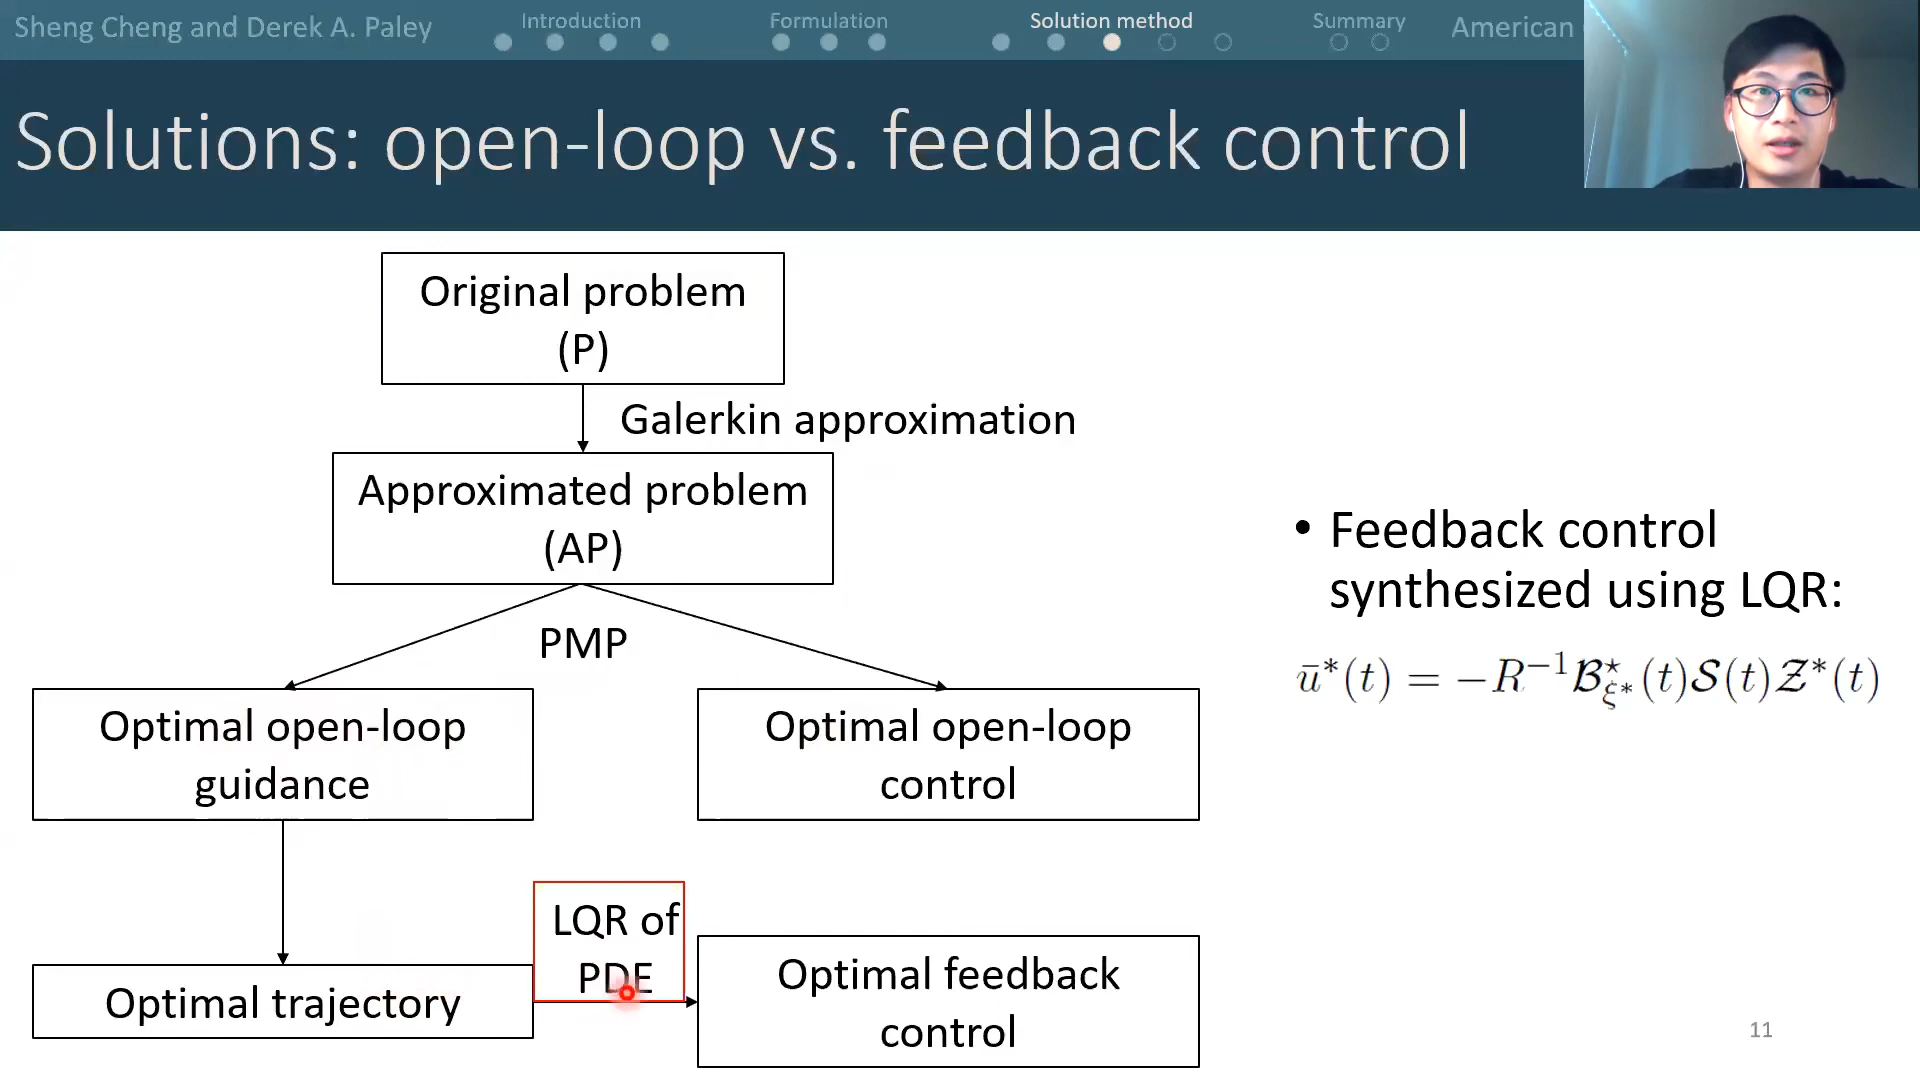 Sheng Cheng and Derek A. Paley
Introduction
Formulation
Solution method
Summary
American
Solutions: open-loop vs. feedback control
Original problem
(P)
Galerkin approximation
Approximated problem
(AP)
PMP
Optimal open-loop
guidance
Optimal open-loop
control
LQR of
PDE
Optimal trajectory
Optimal feedback
control
• Feedback control
synthesized using LQR:
ū*(t) = −R⁻¹𝓑⋆_ξ*(t)𝓢(t)𝓩*(t)
11